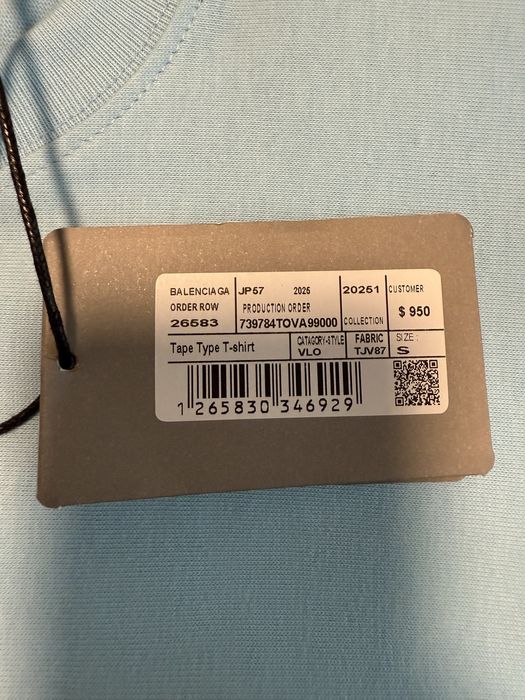 BALENCIAGA JP57 2025 20251 CUSTOMER
ORDER ROW PRODUCTION ORDER $ 950
26583 739784TOVA99000 COLLECTION
Tape Type T-shirt CATAGORY-STYLE FABRIC SIZE :
VLO TJV87 S
1 265830 346929